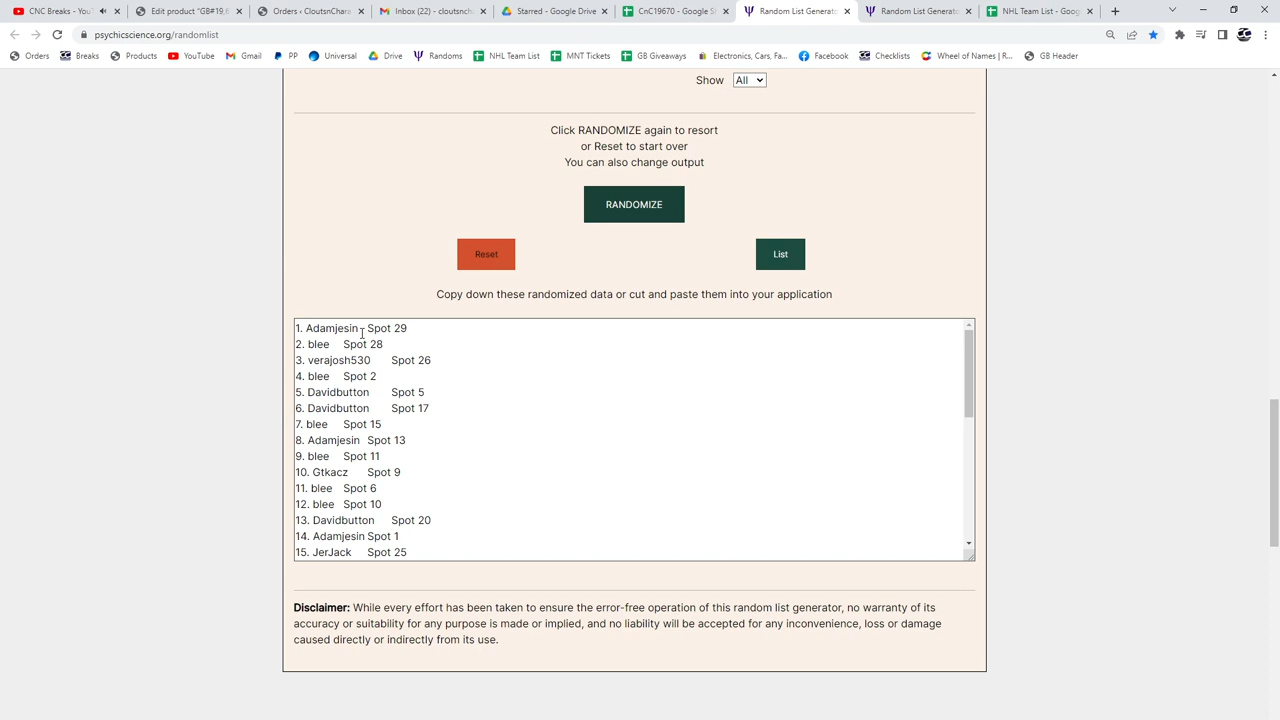 CNC Breaks - You
Edit product "GB#19,6
Orders ‹ CloutsnChara
Inbox (22) - cloutsnch
Starred - Google Drive
CnC19670 - Google S
Random List Generato
Random List Generato
NHL Team List - Goog
psychicscience.org/randomlist
Orders
Breaks
Products
YouTube
Gmail
PP
Universal
Drive
Randoms
NHL Team List
MNT Tickets
GB Giveaways
Electronics, Cars, Fa...
Facebook
Checklists
Wheel of Names | R...
GB Header
Show All
Click RANDOMIZE again to resort
or Reset to start over
You can also change output
RANDOMIZE
Reset
List
Copy down these randomized data or cut and paste them into your application
1. Adamjesin Spot 29
2. blee Spot 28
3. verajosh530 Spot 26
4. blee Spot 2
5. Davidbutton Spot 5
6. Davidbutton Spot 17
7. blee Spot 15
8. Adamjesin Spot 13
9. blee Spot 11
10. Gtkacz Spot 9
11. blee Spot 6
12. blee Spot 10
13. Davidbutton Spot 20
14. Adamjesin Spot 1
15. JerJack Spot 25
Disclaimer: While every effort has been taken to ensure the error-free operation of this random list generator, no warranty of its
accuracy or suitability for any purpose is made or implied, and no liability will be accepted for any inconvenience, loss or damage
caused directly or indirectly from its use.